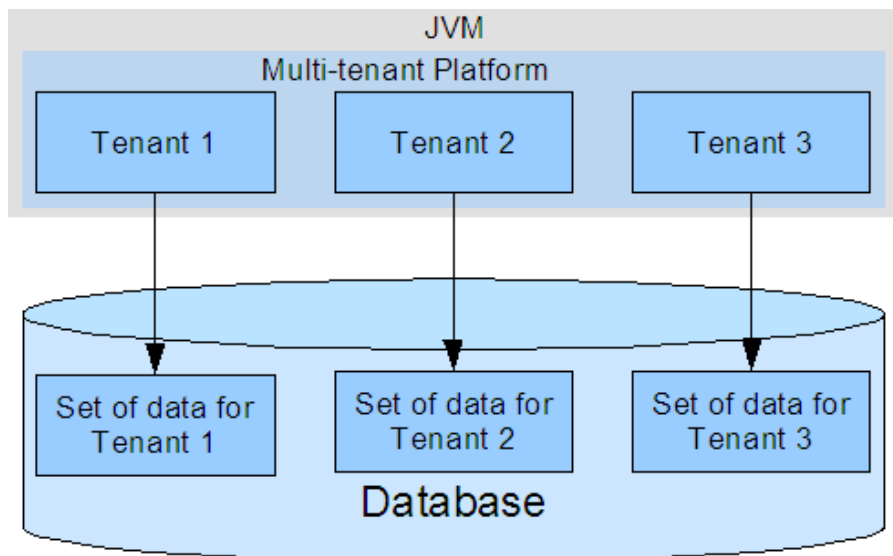 JVM
Multi-tenant Platform
Tenant 1
Tenant 2
Tenant 3
Set of data for
Tenant 1
Set of data for
Tenant 2
Set of data for
Tenant 3
Database